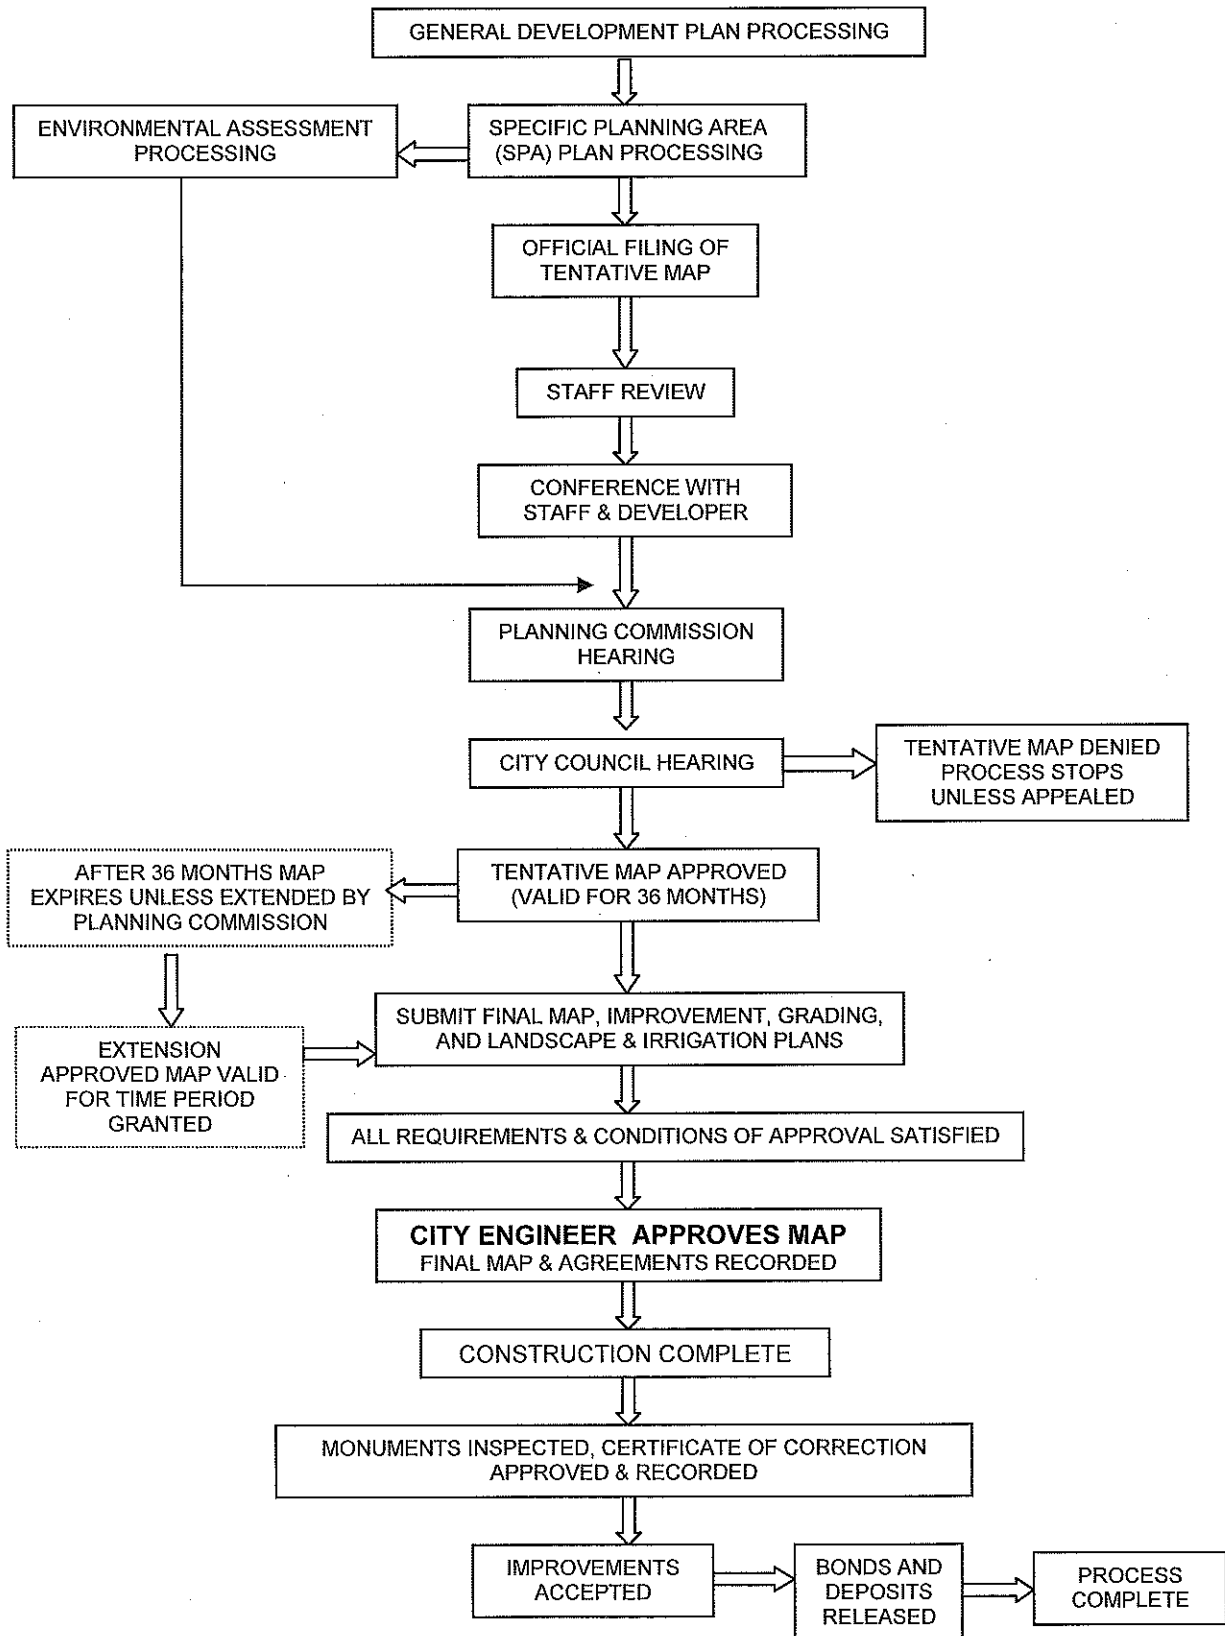 GENERAL DEVELOPMENT PLAN PROCESSING
ENVIRONMENTAL ASSESSMENT
PROCESSING
SPECIFIC PLANNING AREA
(SPA) PLAN PROCESSING
OFFICIAL FILING OF
TENTATIVE MAP
STAFF REVIEW
CONFERENCE WITH
STAFF & DEVELOPER
PLANNING COMMISSION
HEARING
CITY COUNCIL HEARING
TENTATIVE MAP DENIED
PROCESS STOPS
UNLESS APPEALED
AFTER 36 MONTHS MAP
EXPIRES UNLESS EXTENDED BY
PLANNING COMMISSION
TENTATIVE MAP APPROVED
(VALID FOR 36 MONTHS)
EXTENSION
APPROVED MAP VALID
FOR TIME PERIOD
GRANTED
SUBMIT FINAL MAP, IMPROVEMENT, GRADING,
AND LANDSCAPE & IRRIGATION PLANS
ALL REQUIREMENTS & CONDITIONS OF APPROVAL SATISFIED
CITY ENGINEER APPROVES MAP
FINAL MAP & AGREEMENTS RECORDED
CONSTRUCTION COMPLETE
MONUMENTS INSPECTED, CERTIFICATE OF CORRECTION
APPROVED & RECORDED
IMPROVEMENTS
ACCEPTED
BONDS AND
DEPOSITS
RELEASED
PROCESS
COMPLETE